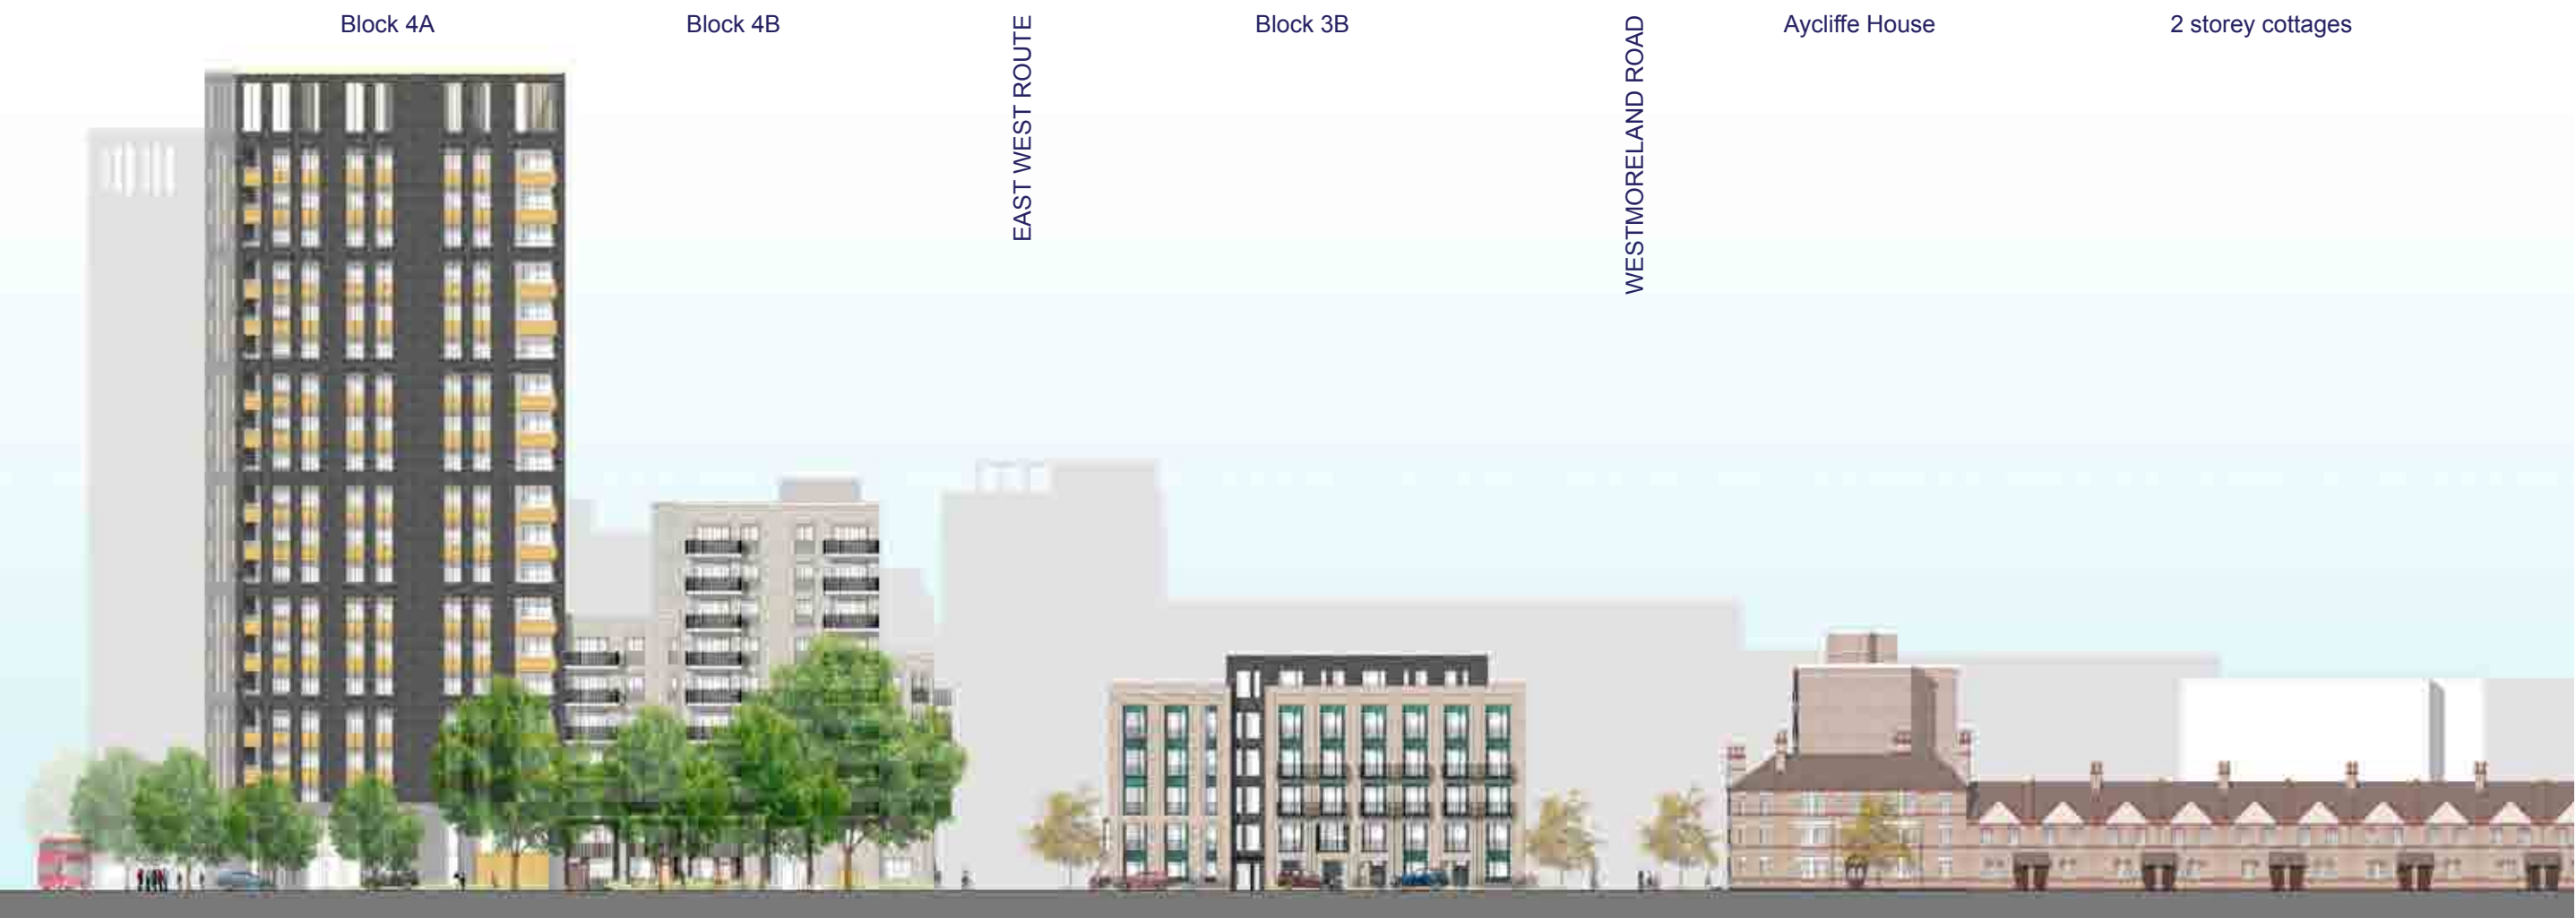 Block 4A
Block 4B
EAST WEST ROUTE
Block 3B
WESTMORELAND ROAD
Aycliffe House
2 storey cottages